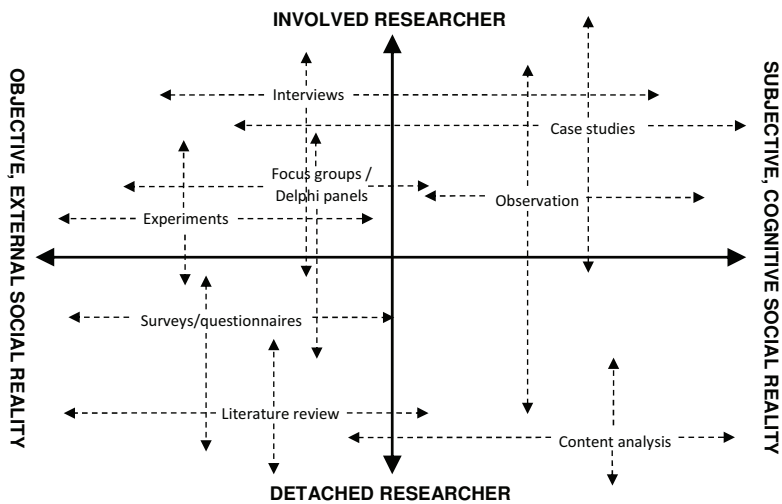 INVOLVED RESEARCHER
OBJECTIVE, EXTERNAL SOCIAL REALITY
SUBJECTIVE, COGNITIVE SOCIAL REALITY
Interviews
Case studies
Focus groups /
Delphi panels
Observation
Experiments
Surveys/questionnaires
Literature review
Content analysis
DETACHED RESEARCHER